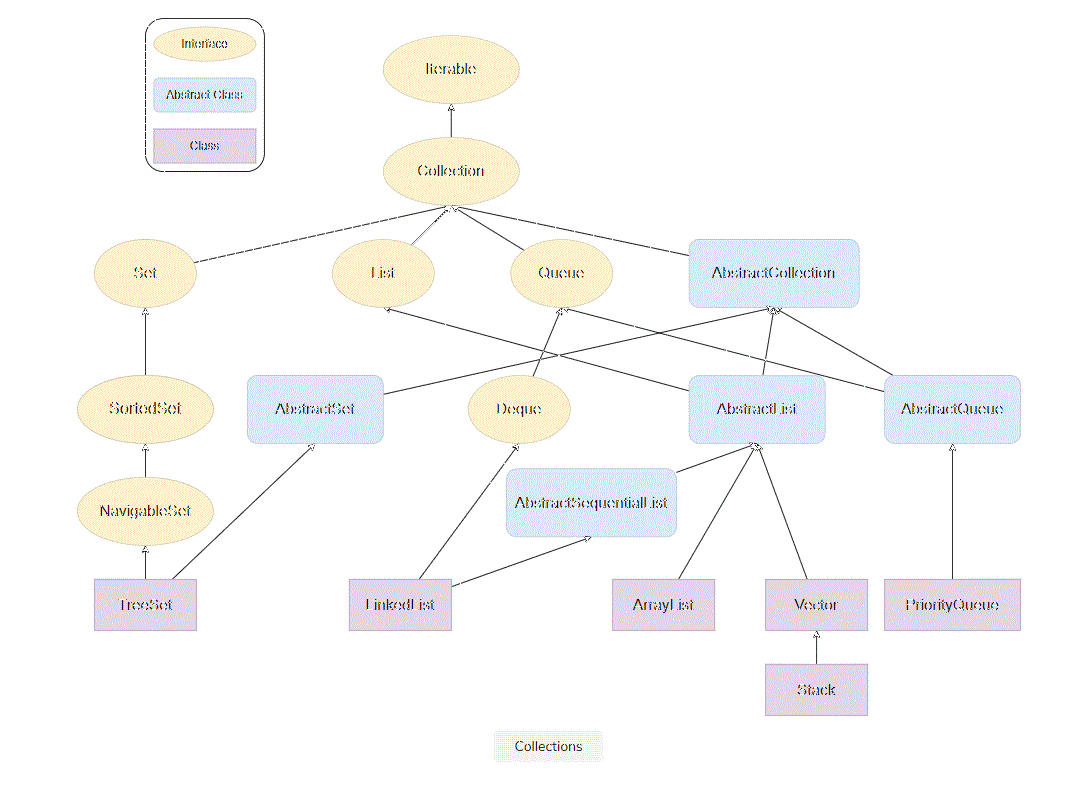 Interface
Abstract Class
Class
Iterable
Collection
Set
List
Queue
AbstractCollection
SortedSet
AbstractSet
Deque
AbstractList
AbstractQueue
NavigableSet
AbstractSequentialList
TreeSet
LinkedList
ArrayList
Vector
PriorityQueue
Stack
Collections